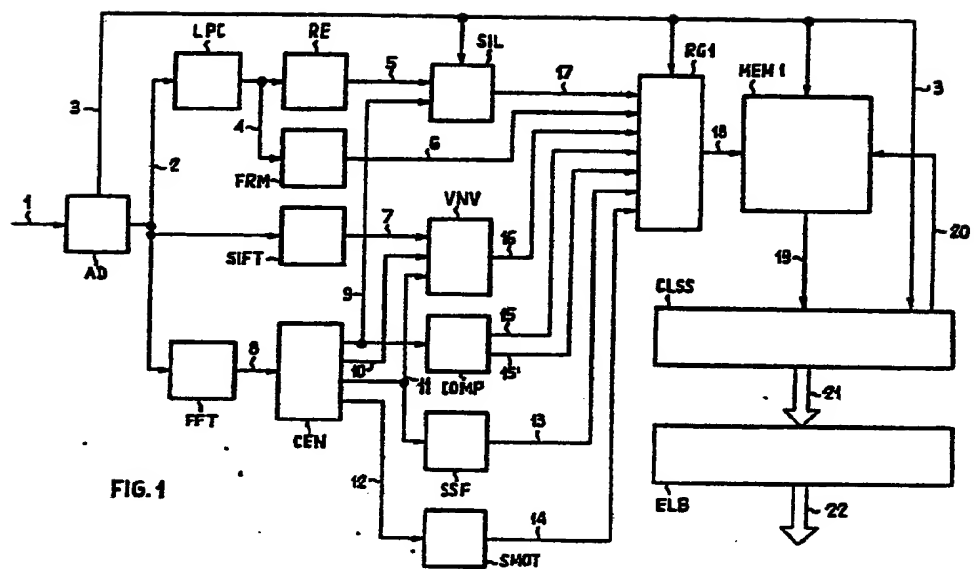 LPC
RE
SIL
RG1
MEM1
3
5
17
3
4
6
18
2
FRM
1
VNV
7
16
20
AD
SIFT
19
CLSS
9
15
8
10
15'
11
COMP
21
FFT
CEN
13
12
SSF
FIG.1
ELB
22
14
SMOT